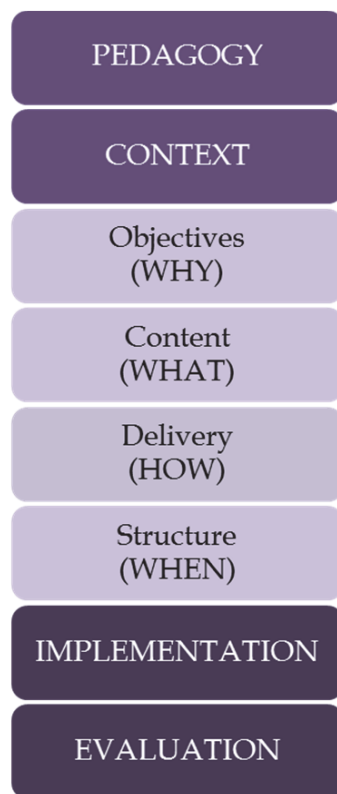 PEDAGOGY
CONTEXT
Objectives
(WHY)
Content
(WHAT)
Delivery
(HOW)
Structure
(WHEN)
IMPLEMENTATION
EVALUATION